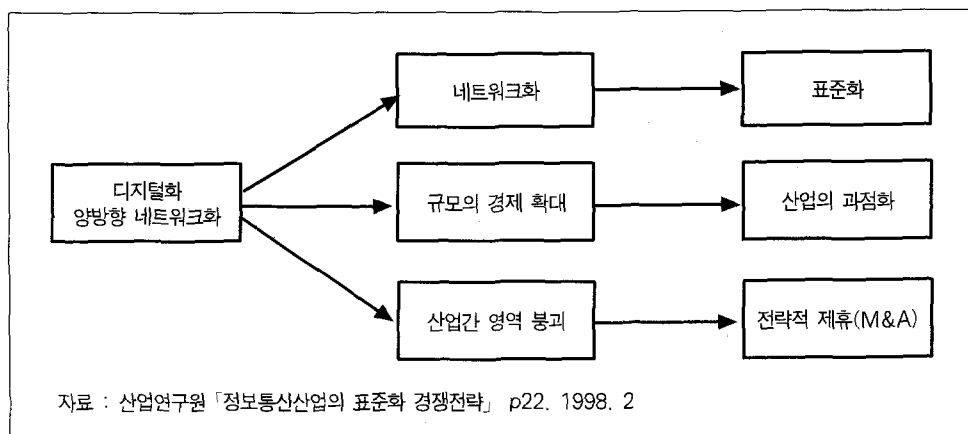 네트워크화
표준화
디지털화
양방향 네트워크화
규모의 경제 확대
산업의 과점화
산업간 영역 붕괴
전략적 제휴(M&A)
자료 : 산업연구원 「정보통산산업의 표준화 경쟁전략」 p22. 1998. 2